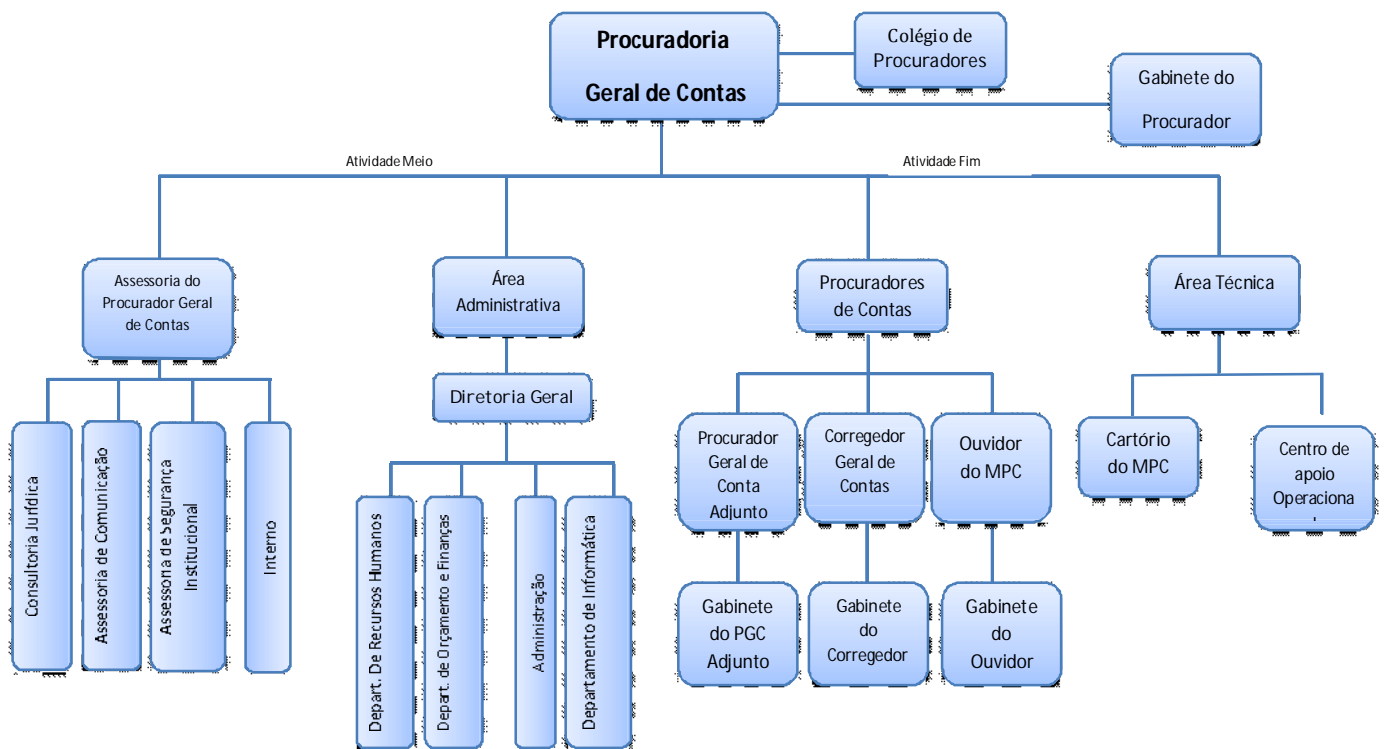 Procuradoria
Geral de Contas
Colégio de
Procuradores
Gabinete do
Procurador
Atividade Meio
Atividade Fim
Assessoria do
Procurador Geral
de Contas
Área
Administrativa
Procuradores
de Contas
Área Técnica
Diretoria Geral
Consultoria Jurídica
Assessoria de Comunicação
Assessoria de Segurança
Institucional
Interno
Depart. De Recursos Humanos
Depart. de Orçamento e Finanças
Administração
Departamento de Informática
Procurador
Geral de
Conta
Adjunto
Corregedor
Geral de
Contas
Ouvidor
do MPC
Cartório
do MPC
Centro de
apoio
Operaciona
Gabinete
do PGC
Adjunto
Gabinete
do
Corregedor
Gabinete
do
Ouvidor